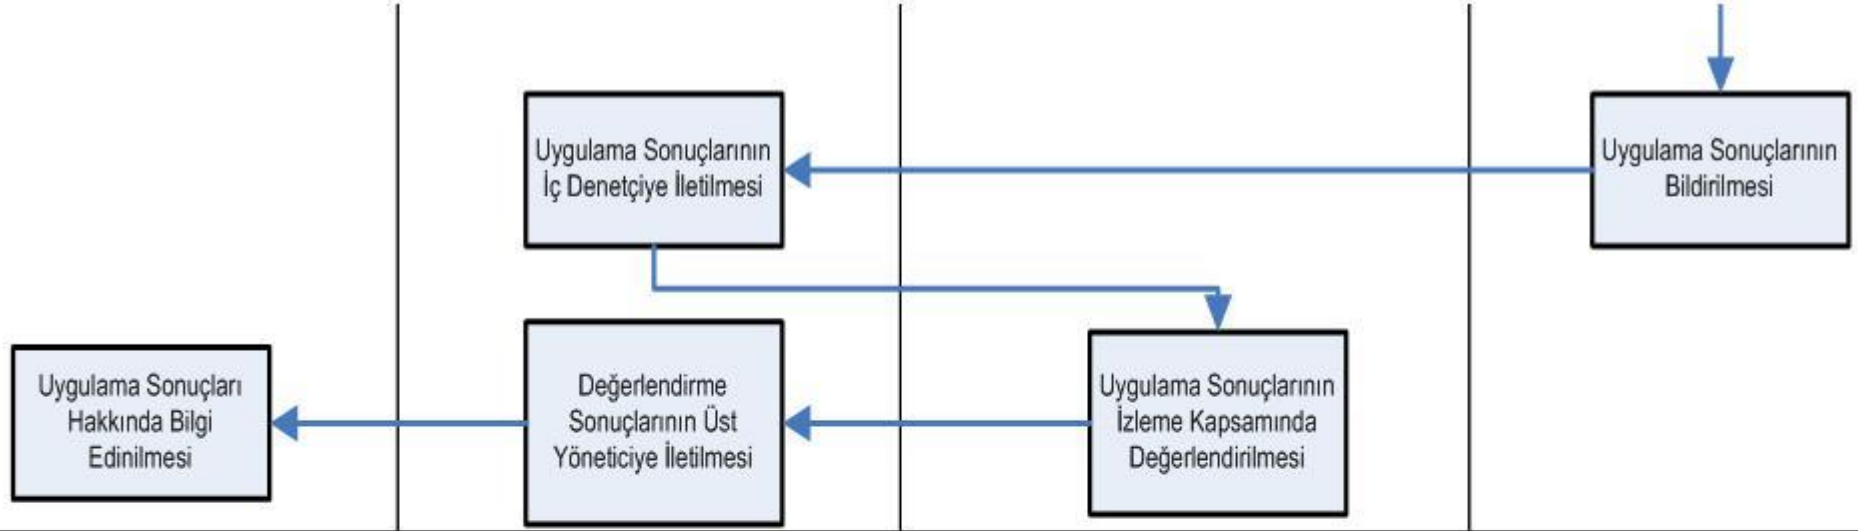 Uygulama Sonuçlarının
İç Denetçiye İletilmesi
Uygulama Sonuçlarının
Bildirilmesi
Uygulama Sonuçları
Hakkında Bilgi
Edinilmesi
Değerlendirme
Sonuçlarının Üst
Yöneticiye İletilmesi
Uygulama Sonuçlarının
İzleme Kapsamında
Değerlendirilmesi